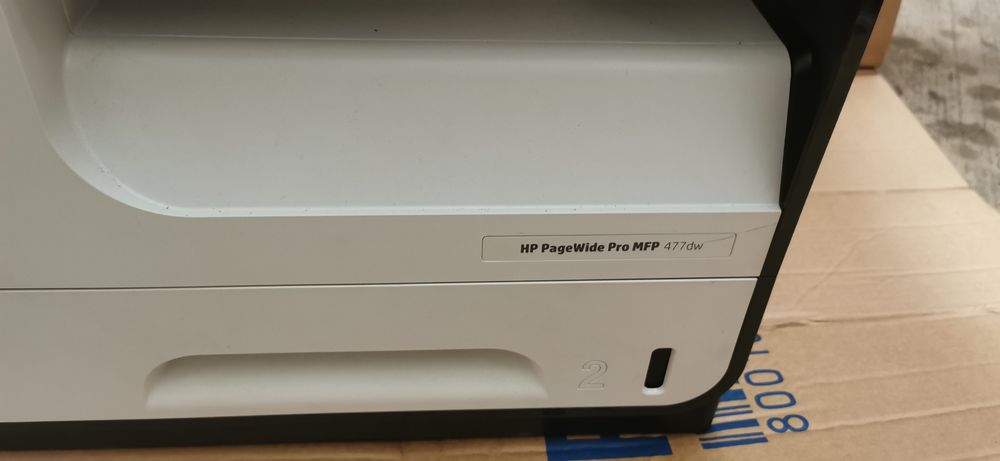 HP PageWide Pro MFP 477dw
2